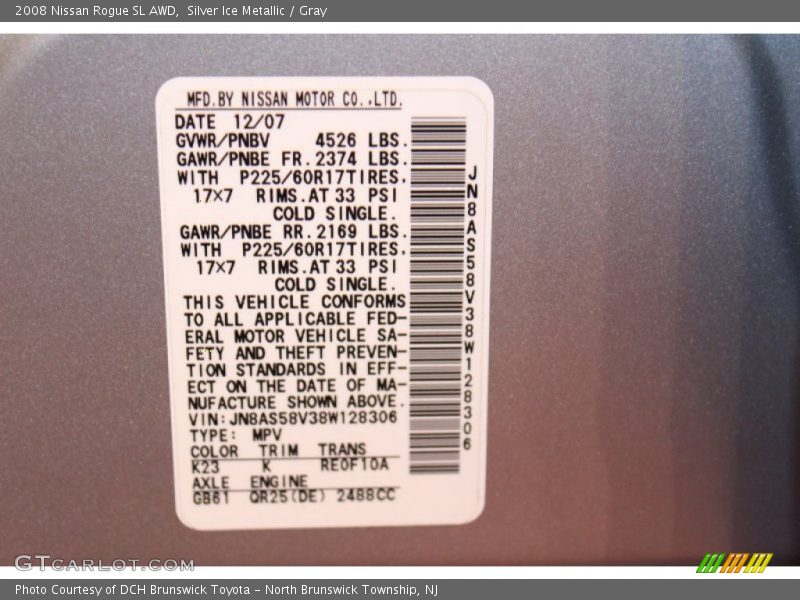 2008 Nissan Rogue SL AWD, Silver Ice Metallic / Gray
MFD.BY NISSAN MOTOR CO.,LTD.
DATE 12/07
GVWR/PNBV 4526 LBS.
GAWR/PNBE FR.2374 LBS.
WITH P225/60R17TIRES,
17×7 RIMS.AT 33 PSI
COLD SINGLE.
GAWR/PNBE RR.2169 LBS.
WITH P225/60R17TIRES,
17×7 RIMS.AT 33 PSI
COLD SINGLE.
THIS VEHICLE CONFORMS
TO ALL APPLICABLE FED-
ERAL MOTOR VEHICLE SA-
FETY AND THEFT PREVEN-
TION STANDARDS IN EFF-
ECT ON THE DATE OF MA-
NUFACTURE SHOWN ABOVE.
VIN:JN8AS58V38W128306
TYPE: MPV
COLOR TRIM TRANS
K23 K RE0F10A
AXLE ENGINE
GB61 QR25(DE) 2488CC
JN8AS58V38W128306
GTCARLOT.COM
Photo Courtesy of DCH Brunswick Toyota - North Brunswick Township, NJ